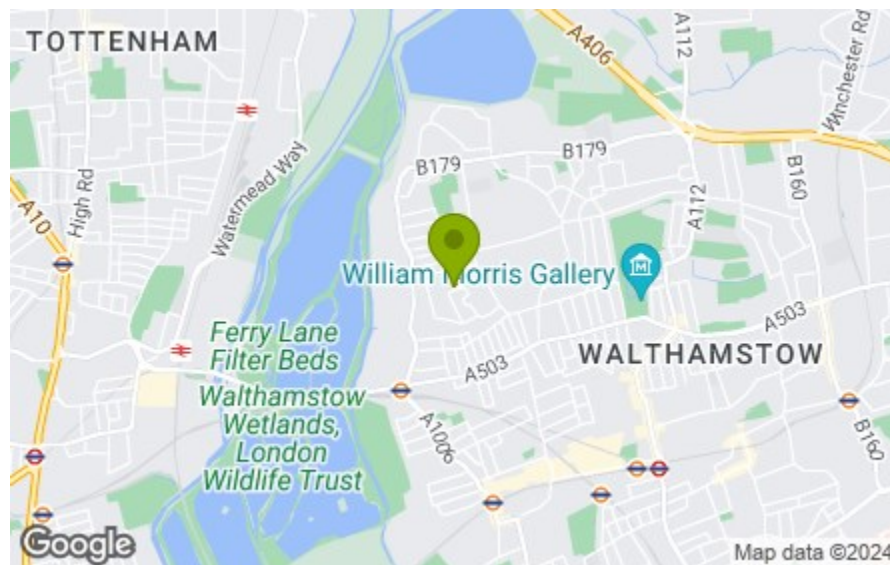 TOTTENHAM
A406
A112
Winchester Rd
B179
B179
B160
High Rd
Watermead Way
A10
A112
William Morris Gallery
M
Ferry Lane
Filter Beds
A503
A503
WALTHAMSTOW
Walthamstow
Wetlands,
London
Wildlife Trust
A1006
B160
Google
Map data ©2024